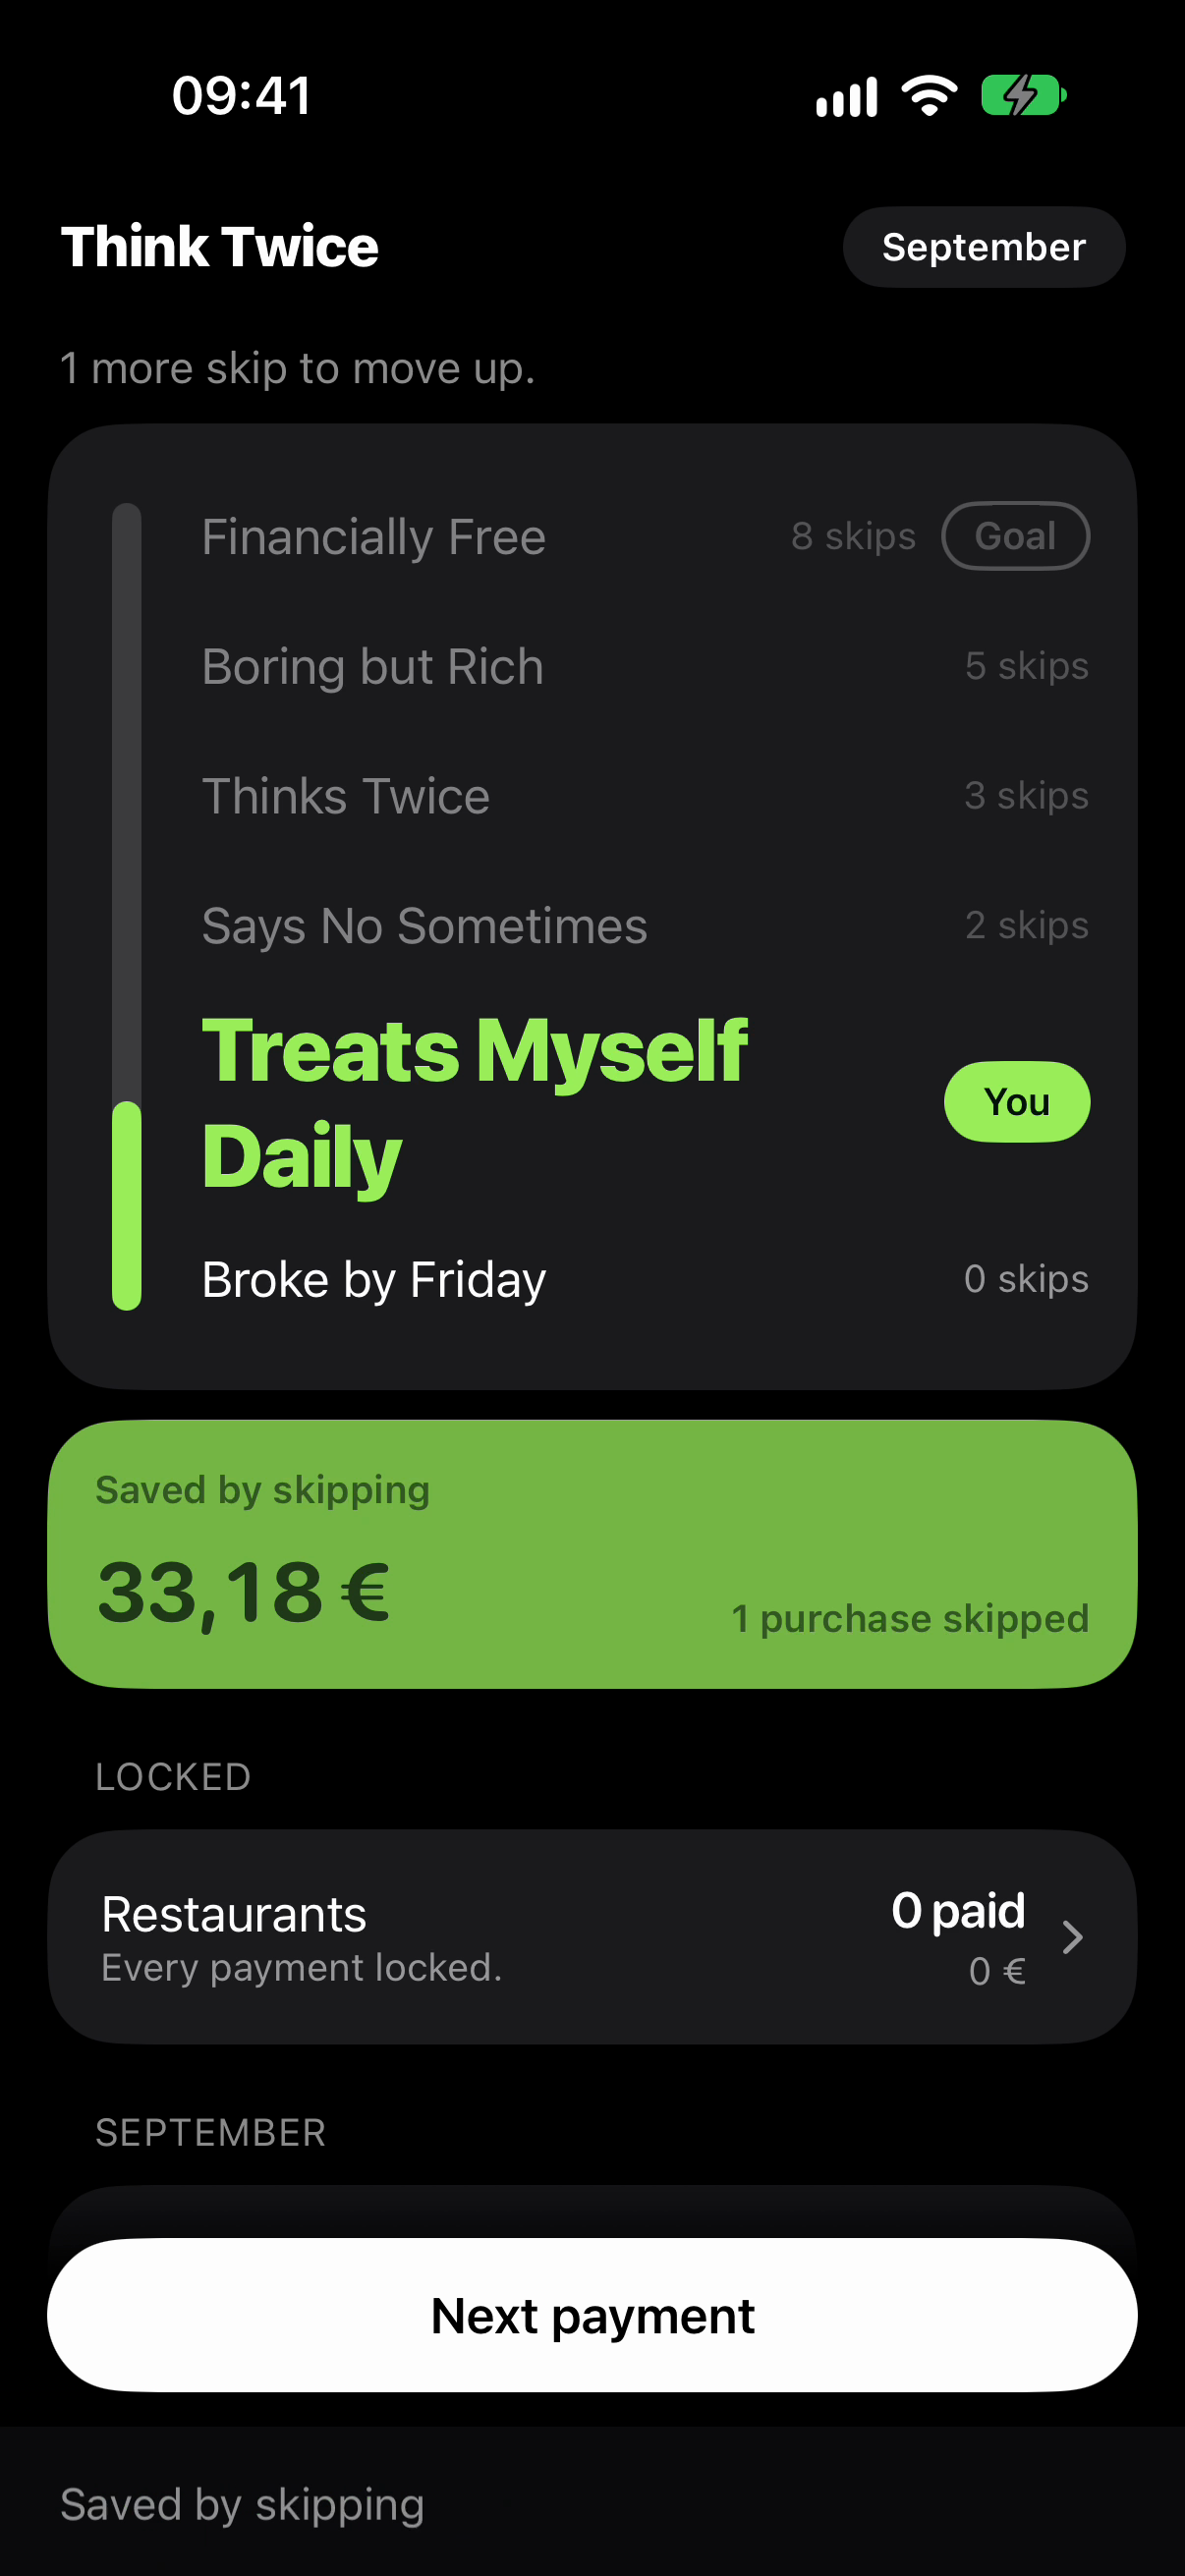 09:41
Think Twice
September
1 more skip to move up.
Financially Free
8 skips
Goal
Boring but Rich
5 skips
Thinks Twice
3 skips
Says No Sometimes
2 skips
Treats Myself
Daily
You
Broke by Friday
0 skips
Saved by skipping
33,18 €
1 purchase skipped
LOCKED
Restaurants
0 paid
Every payment locked.
0 €
SEPTEMBER
Next payment
Saved by skipping